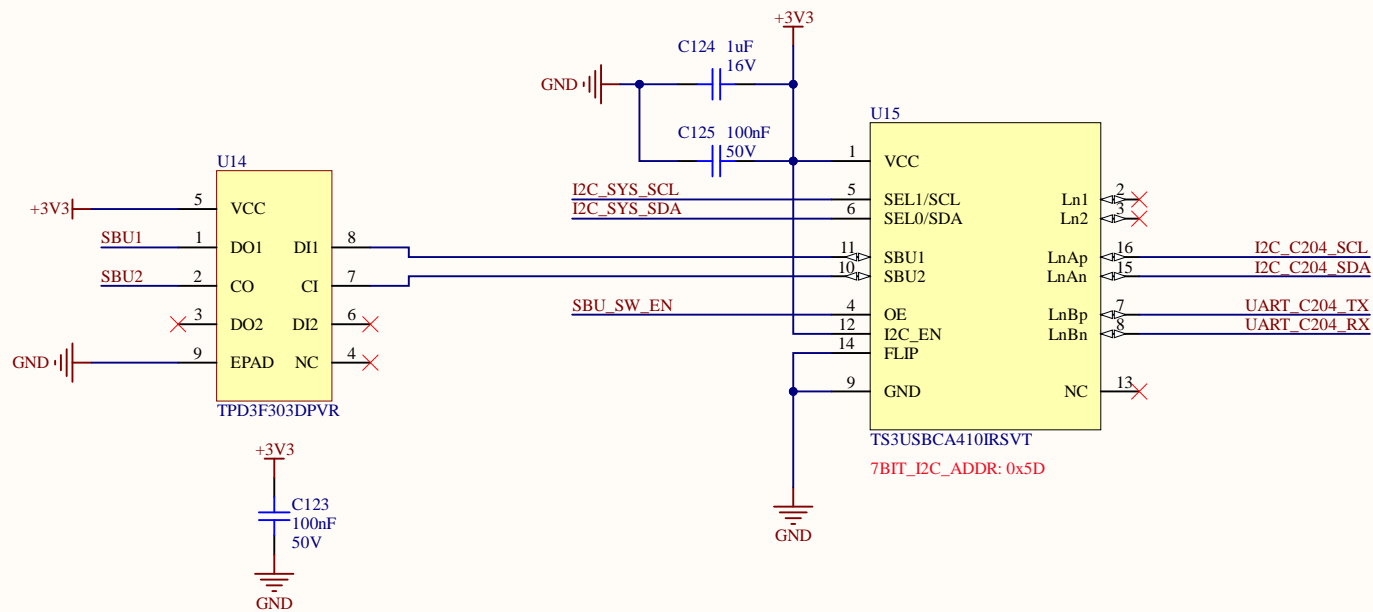 +3V3
C124 1uF
16V
GND
C125 100nF
50V
U15
1 VCC
I2C_SYS_SCL 5 SEL1/SCL Ln1 2
I2C_SYS_SDA 6 SEL0/SDA Ln2 3
11 SBU1 LnAp 16 I2C_C204_SCL
10 SBU2 LnAn 15 I2C_C204_SDA
SBU_SW_EN 4 OE LnBp 7 UART_C204_TX
12 I2C_EN LnBn 8 UART_C204_RX
14 FLIP
9 GND NC 13
TS3USBCA410IRSVT
7BIT_I2C_ADDR: 0x5D
GND
U14
+3V3 5 VCC
SBU1 1 DO1 DI1 8
SBU2 2 CO CI 7
3 DO2 DI2 6
GND 9 EPAD NC 4
TPD3F303DPVR
+3V3
C123
100nF
50V
GND